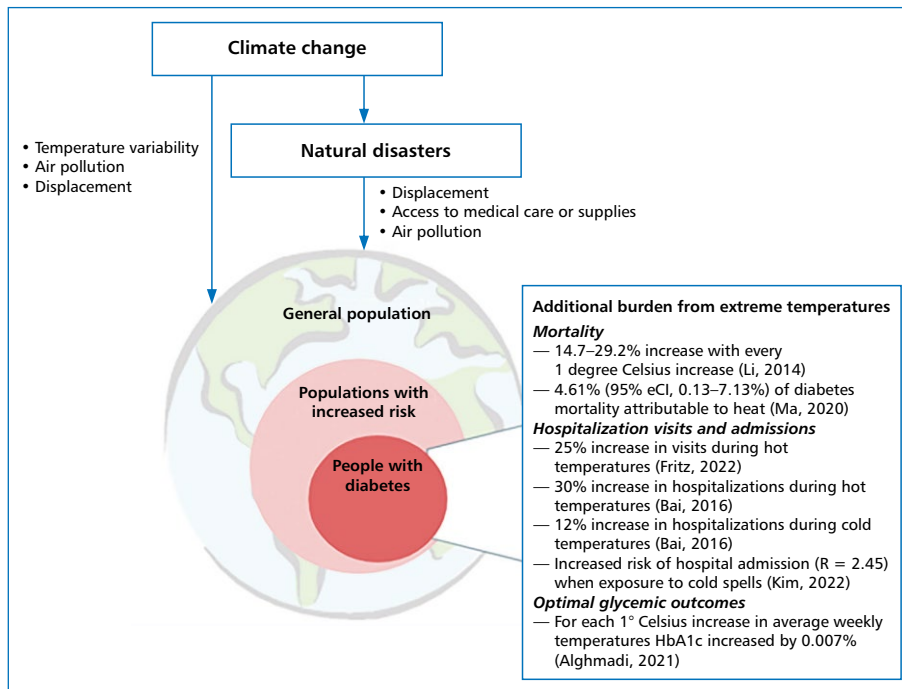 Climate change
• Temperature variability
• Air pollution
• Displacement
Natural disasters
• Displacement
• Access to medical care or supplies
• Air pollution
General population
Populations with
increased risk
People with
diabetes
Additional burden from extreme temperatures
Mortality
— 14.7–29.2% increase with every
1 degree Celsius increase (Li, 2014)
— 4.61% (95% eCI, 0.13–7.13%) of diabetes
mortality attributable to heat (Ma, 2020)
Hospitalization visits and admissions
— 25% increase in visits during hot
temperatures (Fritz, 2022)
— 30% increase in hospitalizations during hot
temperatures (Bai, 2016)
— 12% increase in hospitalizations during cold
temperatures (Bai, 2016)
— Increased risk of hospital admission (R = 2.45)
when exposure to cold spells (Kim, 2022)
Optimal glycemic outcomes
— For each 1° Celsius increase in average weekly
temperatures HbA1c increased by 0.007%
(Alghmadi, 2021)